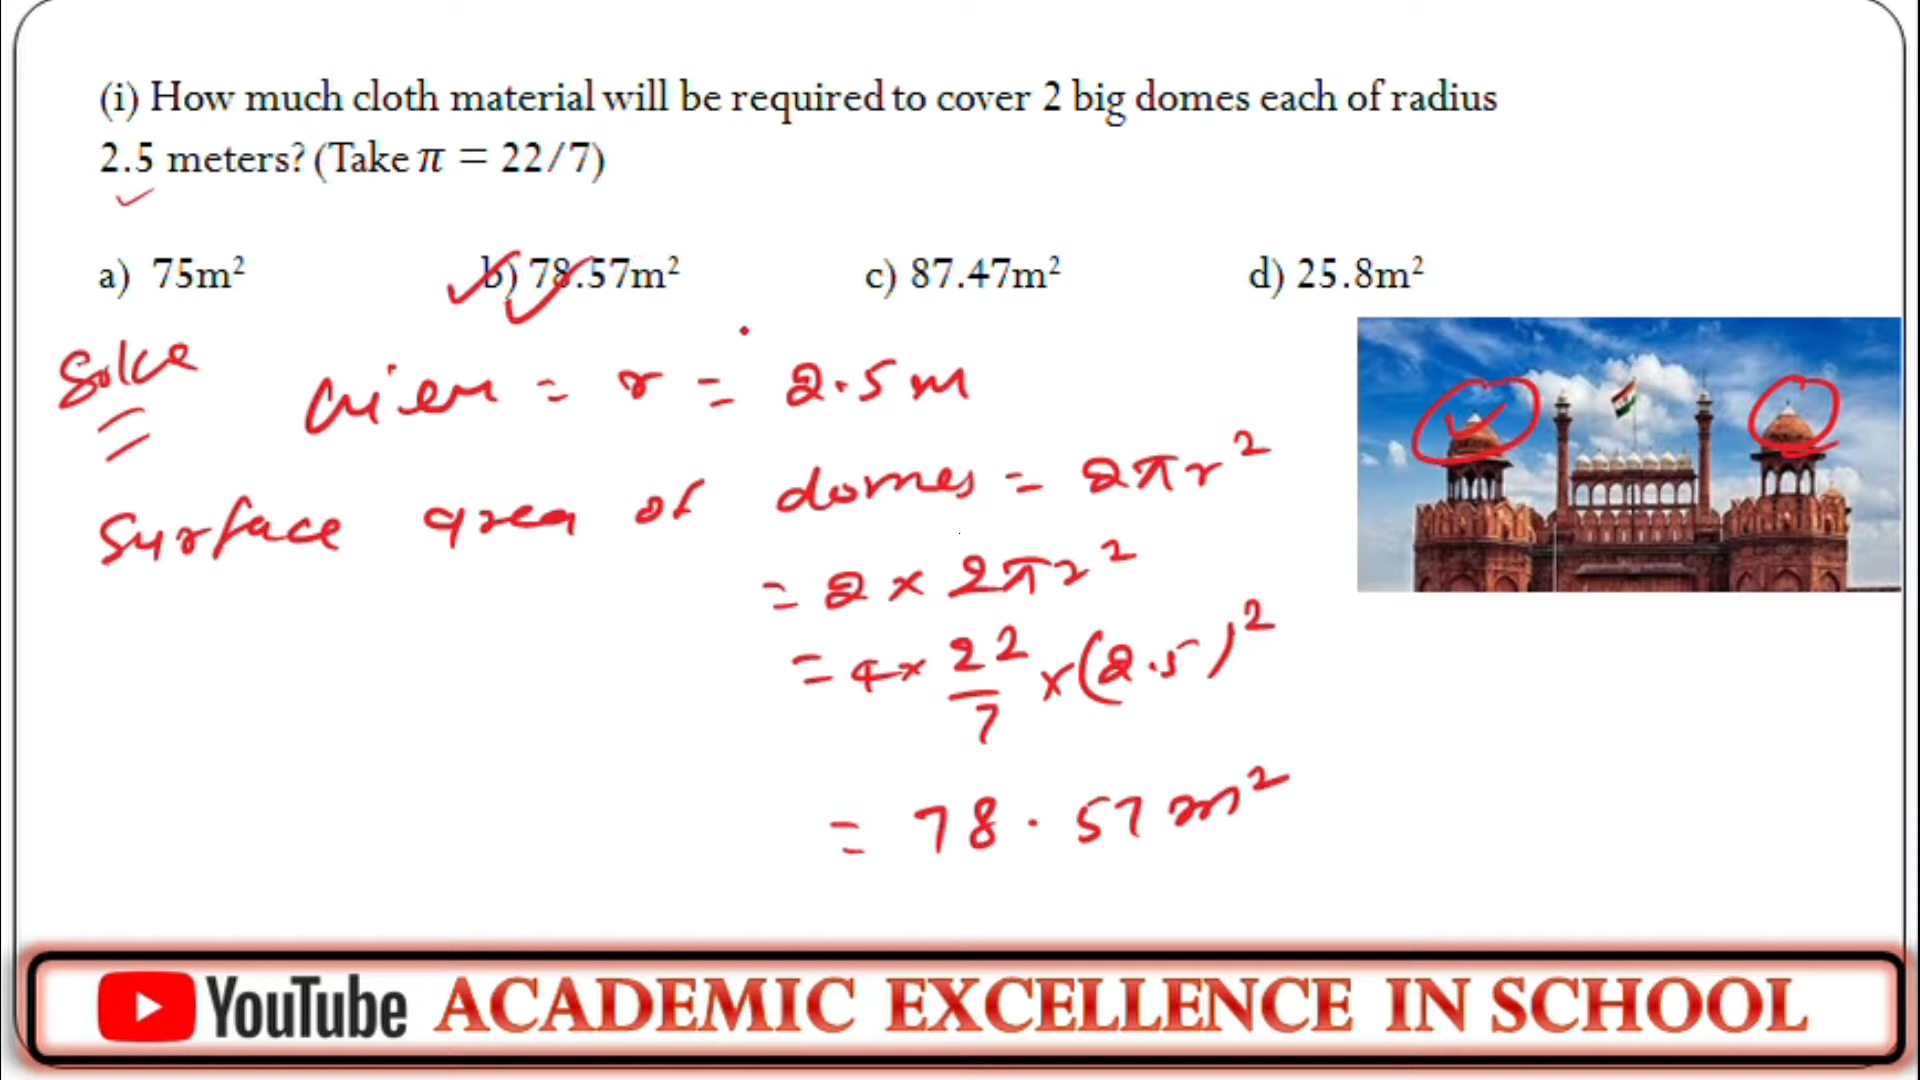 (i) How much cloth material will be required to cover 2 big domes each of radius
2.5 meters? (Take π = 22/7)
a) 75m² b) 78.57m² c) 87.47m² d) 25.8m²
Given = r = 2.5 m
Surface area of domes = 2πr²
= 2 × 2πr²
= 4 × 22/7 × (2.5)²
= 78.57 m²
YouTube ACADEMIC EXCELLENCE IN SCHOOL